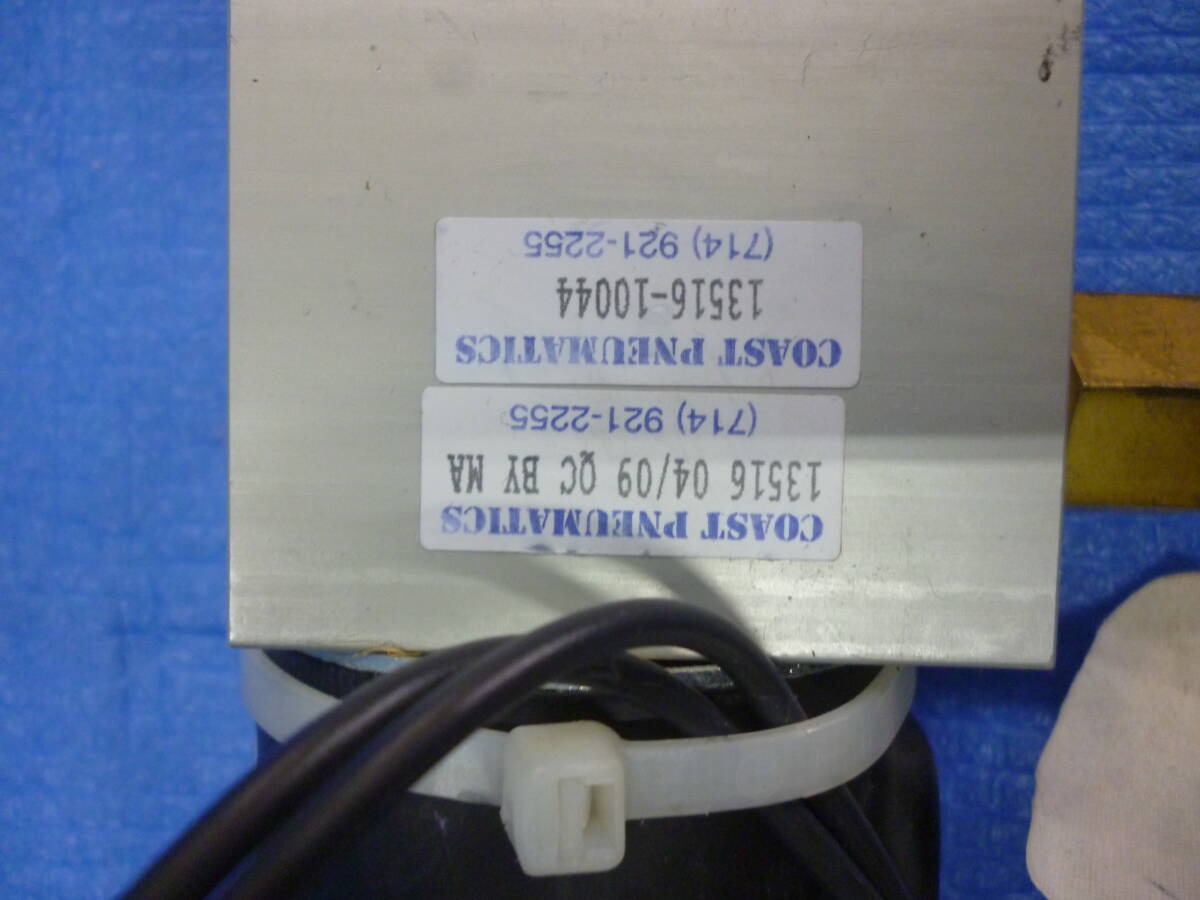 COAST PNEUMATICS
13516 04/09 QC BY MA
(714) 921-2255
COAST PNEUMATICS
13516-10044
(714) 921-2255